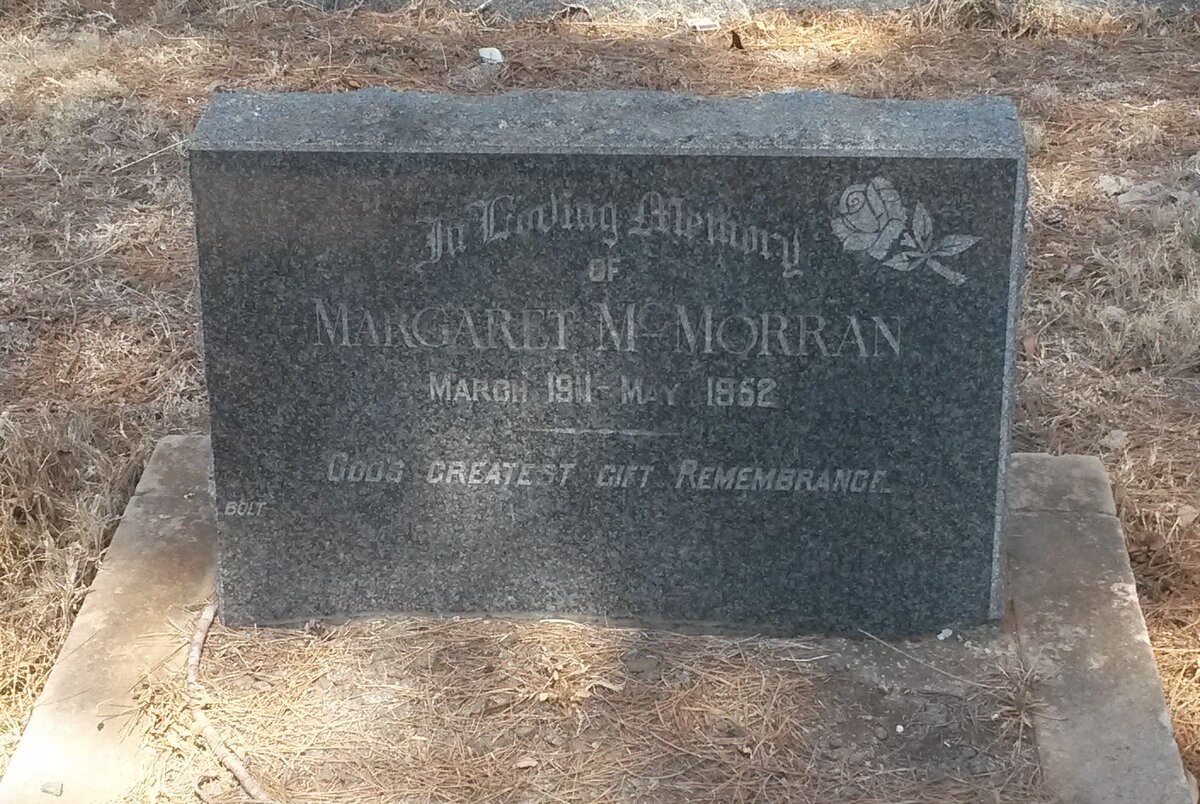 In Loving Memory
OF
MARGARET McMORRAN
MARCH 1911 - MAY 1962
GODS GREATEST GIFT REMEMBRANCE.
BOLT